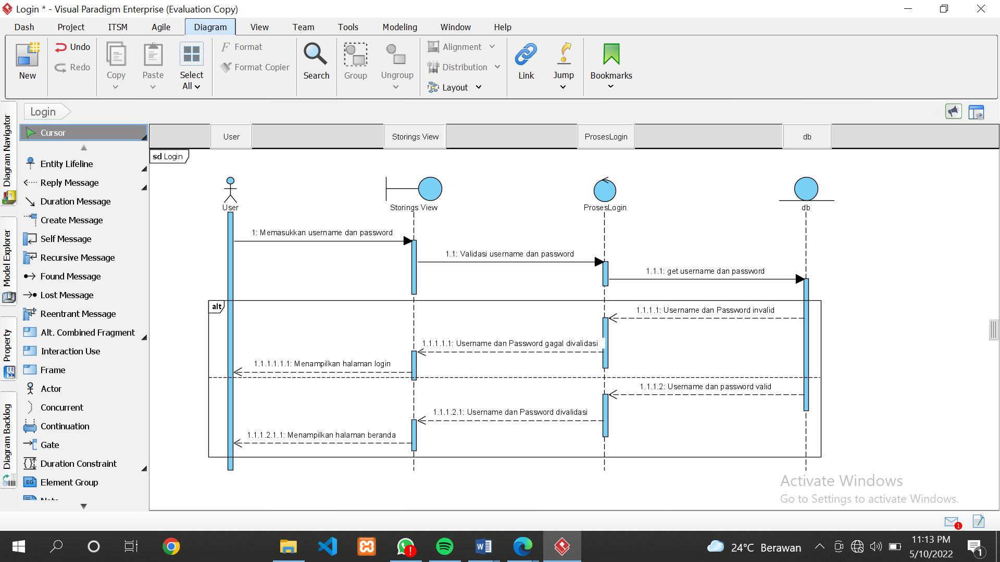 Login * - Visual Paradigm Enterprise (Evaluation Copy)
Dash Project ITSM Agile Diagram View Team Tools Modeling Window Help
New
Undo
Redo
Copy
Paste
Select
All
Format
Format Copier
Search
Group
Ungroup
Alignment
Distribution
Layout
Link
Jump
Bookmarks
Diagram Navigator
Model Explorer
Property
Diagram Backlog
Login
Cursor
Entity Lifeline
Reply Message
Duration Message
Create Message
Self Message
Recursive Message
Found Message
Lost Message
Reentrant Message
Alt. Combined Fragment
Interaction Use
Frame
Actor
Concurrent
Continuation
Gate
Duration Constraint
EG Element Group
User Storings View ProsesLogin db
sd Login
User Storings View ProsesLogin db
1: Memasukkan username dan password
1.1: Validasi username dan password
1.1.1: get username dan password
alt
1.1.1.1: Username dan Password invalid
1.1.1.1.1: Username dan Password gagal divalidasi
1.1.1.1.1.1: Menampilkan halaman login
1.1.1.2: Username dan password valid
1.1.1.2.1: Username dan Password divalidasi
1.1.1.2.1.1: Menampilkan halaman beranda
Activate Windows
Go to Settings to activate Windows.
1
24°C Berawan
11:13 PM
5/10/2022
1